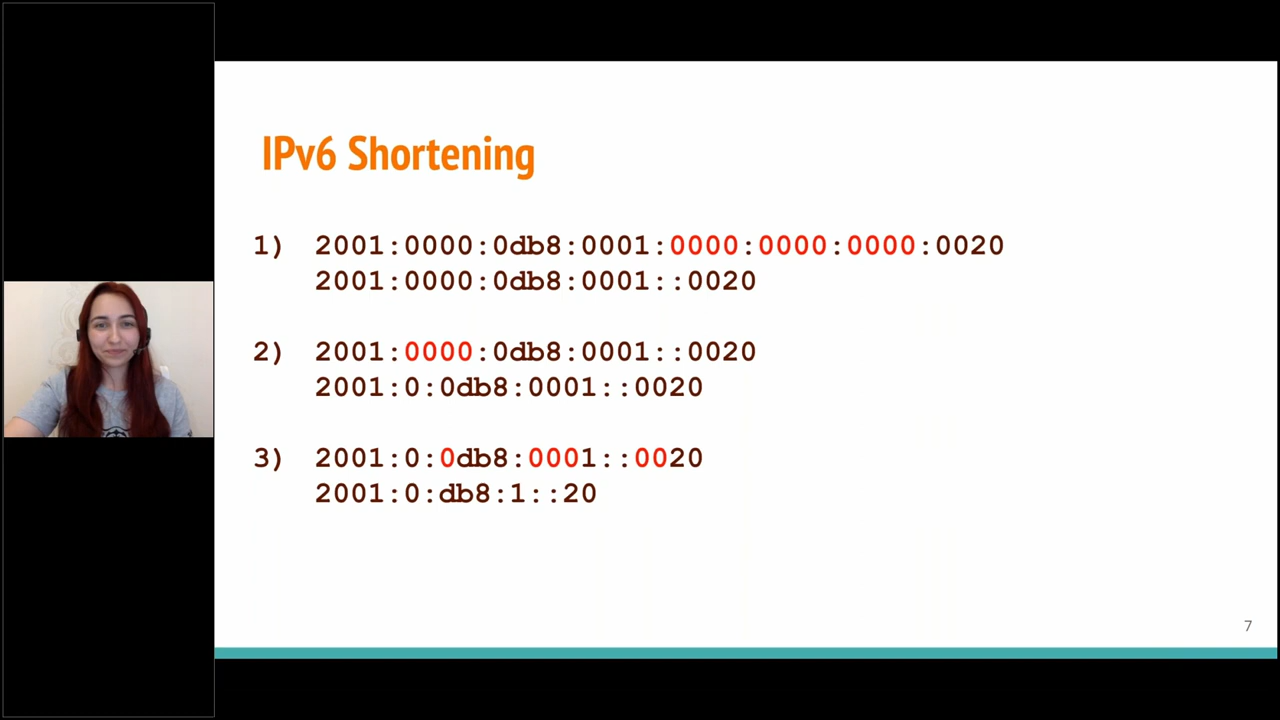 IPv6 Shortening
1) 2001:0000:0db8:0001:0000:0000:0000:0020
2001:0000:0db8:0001::0020
2) 2001:0000:0db8:0001::0020
2001:0:0db8:0001::0020
3) 2001:0:0db8:0001::0020
2001:0:db8:1::20
7